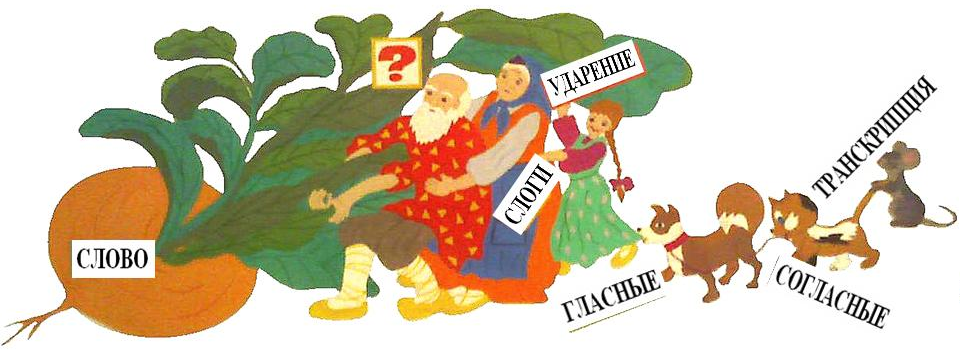 СЛОВО
?
СЛОГИ
УДАРЕНИЕ
ГЛАСНЫЕ
СОГЛАСНЫЕ
ТРАНСКРИПЦИЯ